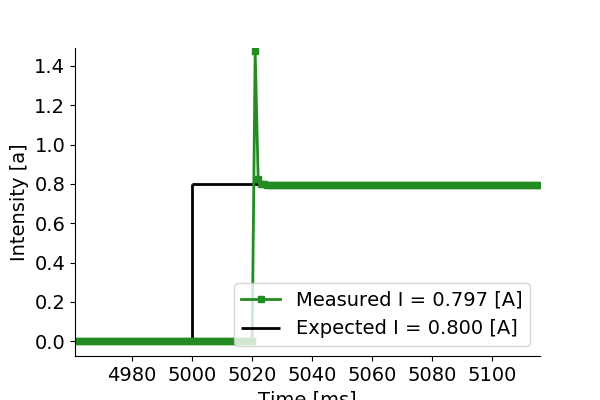 1.4
1.2
1.0
0.8
0.6
0.4
0.2
0.0
Intensity [a]
Measured I = 0.797 [A]
Expected I = 0.800 [A]
4980 5000 5020 5040 5060 5080 5100
Time [ms]